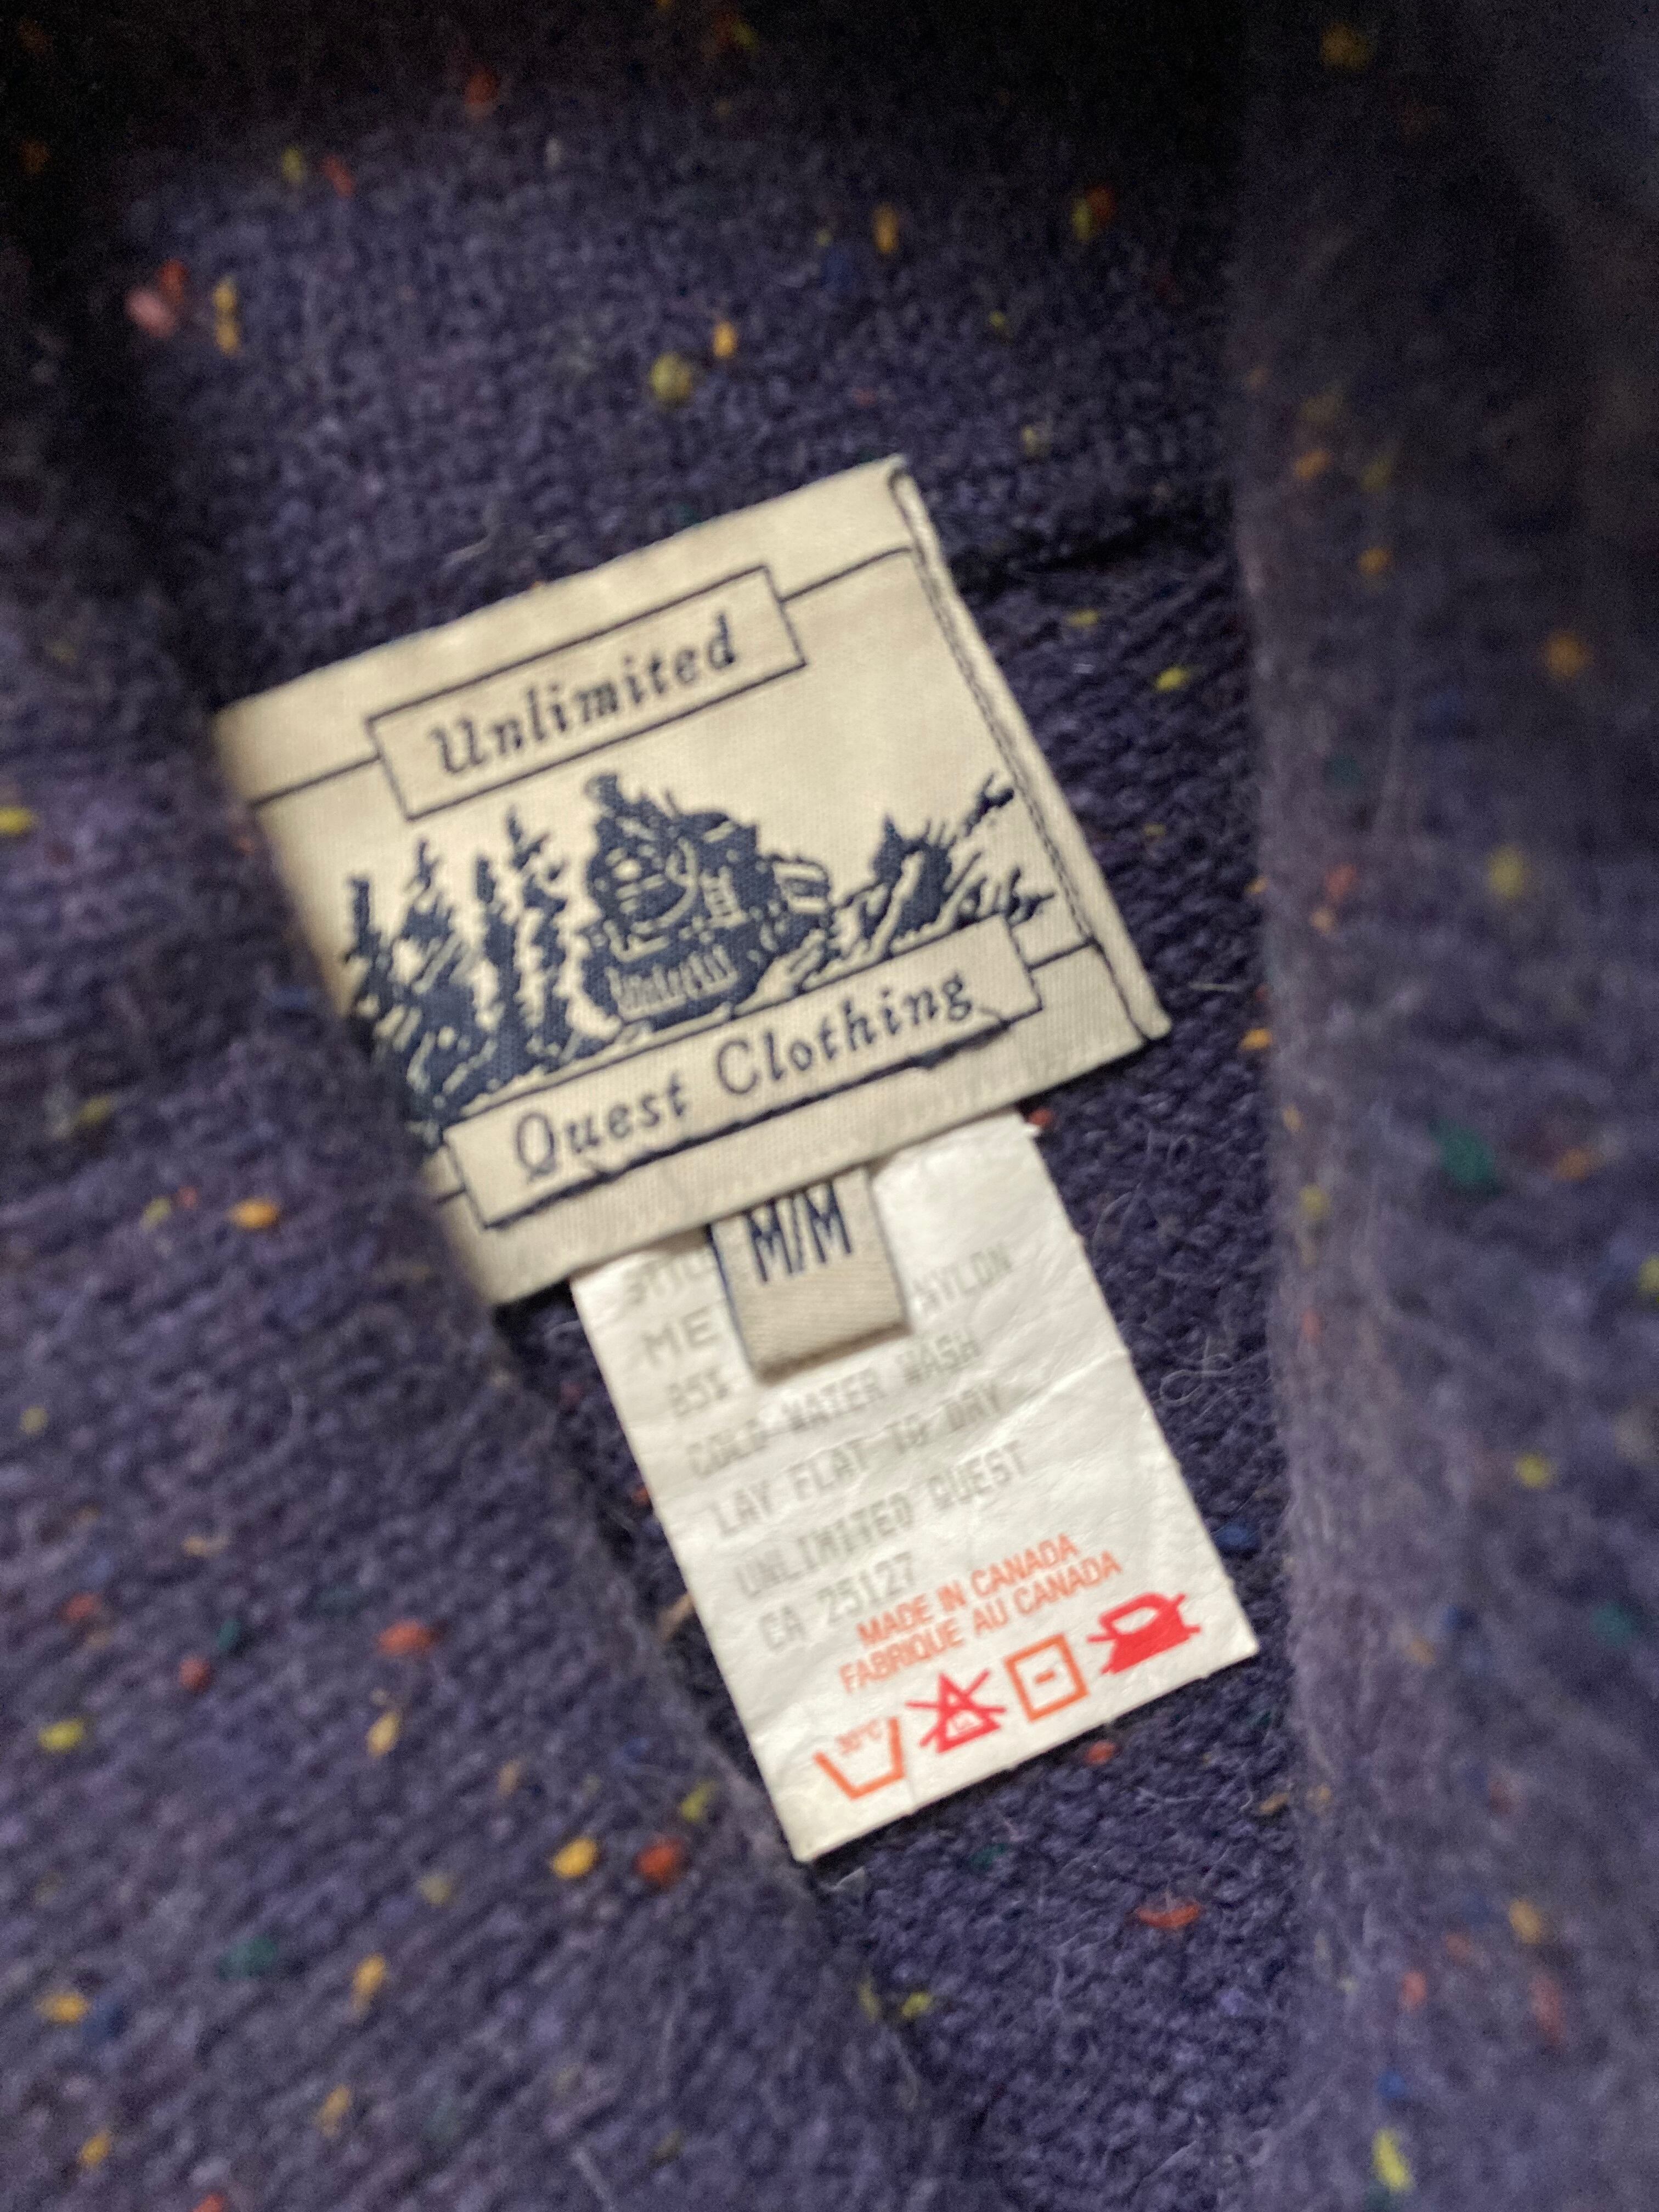 Unlimited
Quest Clothing
M/M
NYLON
85%
COLD WATER WASH
LAY FLAT TO DRY
UNLIMITED QUEST
CA 25127
MADE IN CANADA
FABRIQUE AU CANADA
30°C